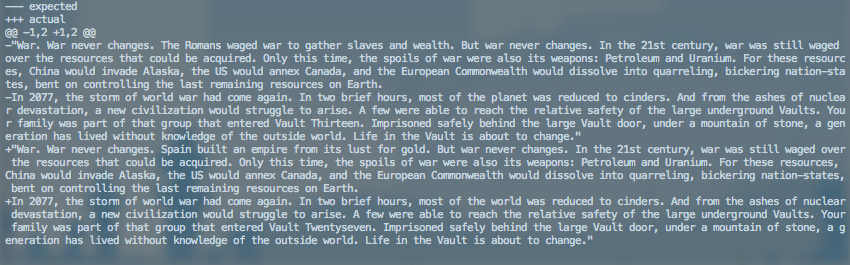 --- expected
+++ actual
@@ -1,2 +1,2 @@
-"War. War never changes. The Romans waged war to gather slaves and wealth. But war never changes. In the 21st century, war was still waged
over the resources that could be acquired. Only this time, the spoils of war were also its weapons: Petroleum and Uranium. For these resourc
es, China would invade Alaska, the US would annex Canada, and the European Commonwealth would dissolve into quarreling, bickering nation-sta
tes, bent on controlling the last remaining resources on Earth.
-In 2077, the storm of world war had come again. In two brief hours, most of the planet was reduced to cinders. And from the ashes of nuclea
r devastation, a new civilization would struggle to arise. A few were able to reach the relative safety of the large underground Vaults. You
r family was part of that group that entered Vault Thirteen. Imprisoned safely behind the large Vault door, under a mountain of stone, a gen
eration has lived without knowledge of the outside world. Life in the Vault is about to change."
+"War. War never changes. Spain built an empire from its lust for gold. But war never changes. In the 21st century, war was still waged over
the resources that could be acquired. Only this time, the spoils of war were also its weapons: Petroleum and Uranium. For these resources,
China would invade Alaska, the US would annex Canada, and the European Commonwealth would dissolve into quarreling, bickering nation-states,
bent on controlling the last remaining resources on Earth.
+In 2077, the storm of world war had come again. In two brief hours, most of the world was reduced to cinders. And from the ashes of nuclear
devastation, a new civilization would struggle to arise. A few were able to reach the relative safety of the large underground Vaults. Your
family was part of that group that entered Vault Twentyseven. Imprisoned safely behind the large Vault door, under a mountain of stone, a g
eneration has lived without knowledge of the outside world. Life in the Vault is about to change."